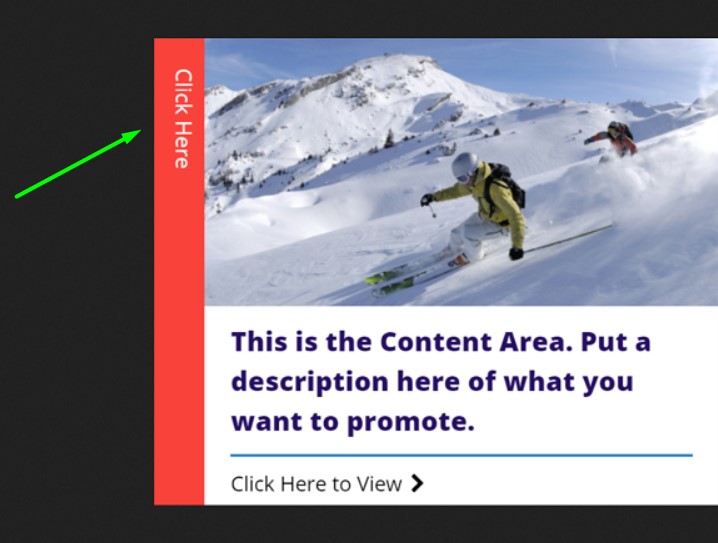 Click Here
This is the Content Area. Put a
description here of what you
want to promote.
Click Here to View